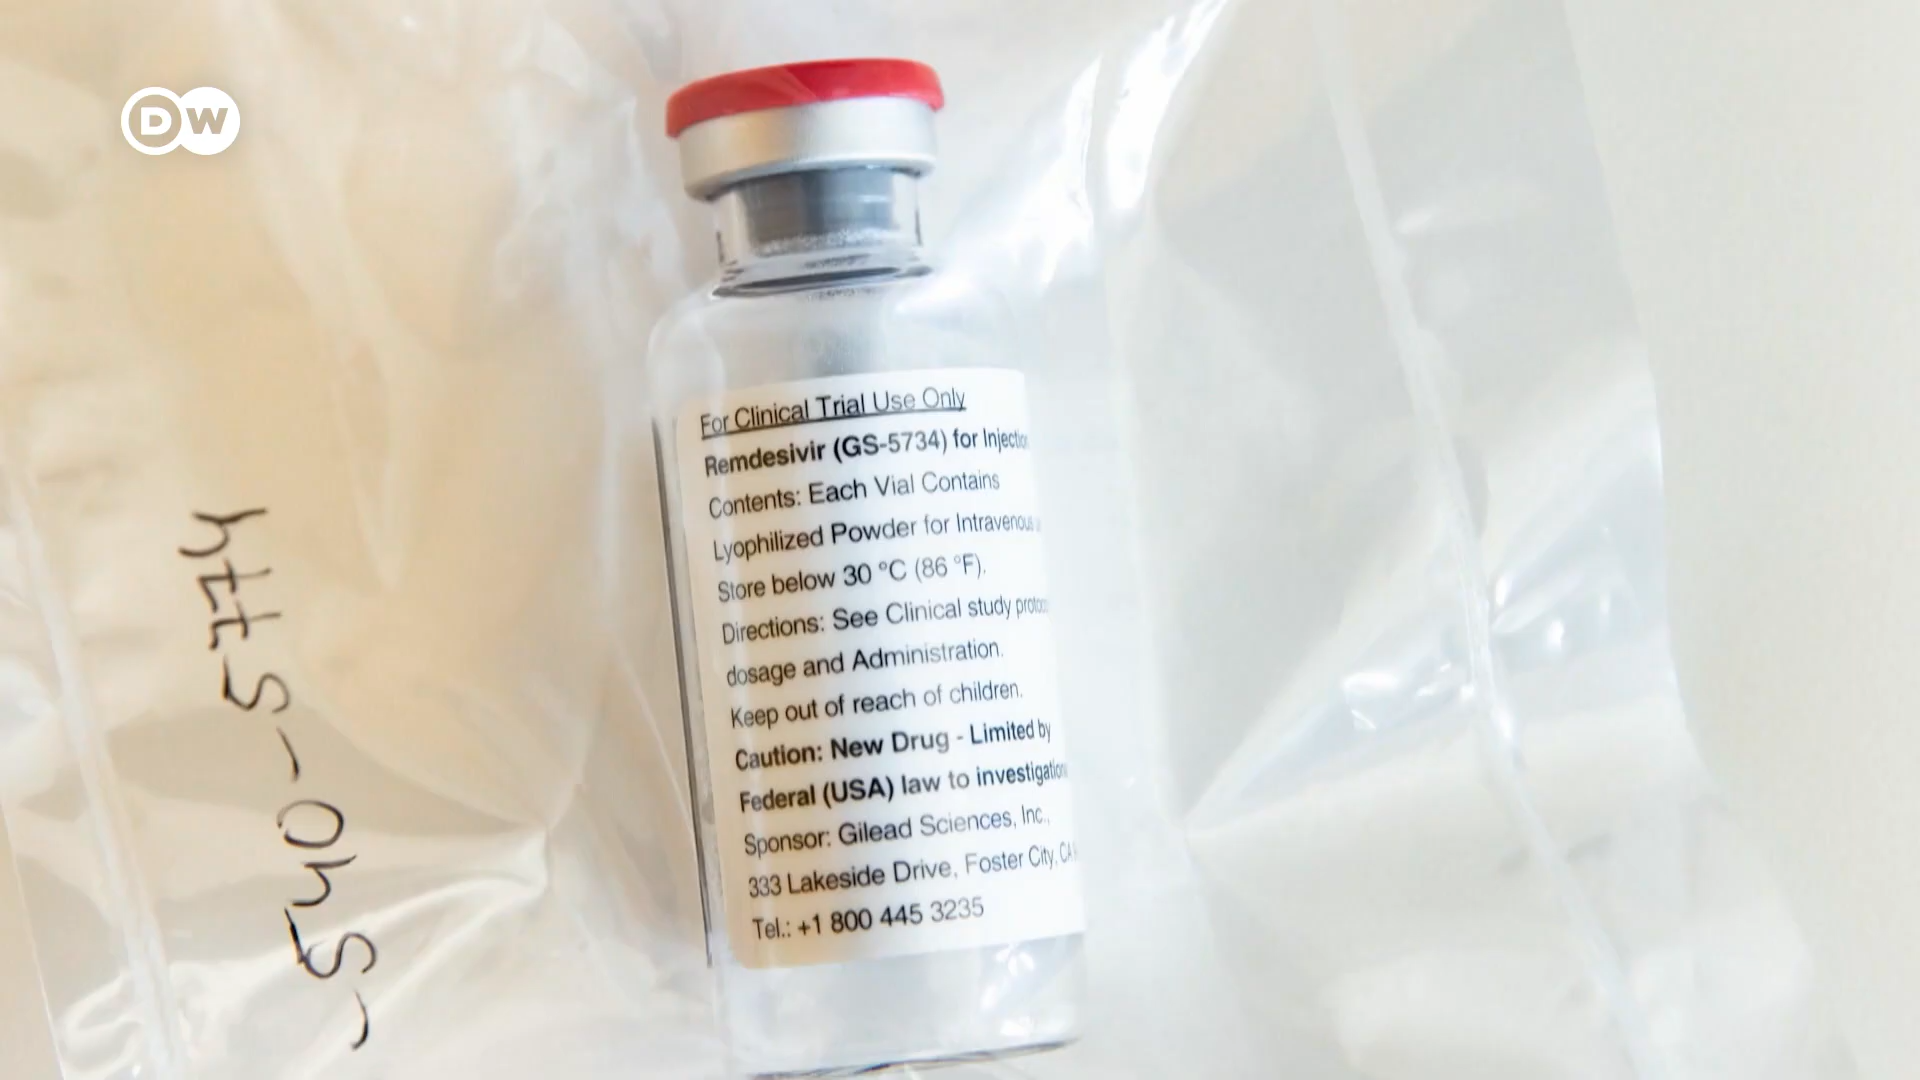 DW
For Clinical Trial Use Only
Remdesivir (GS-5734) for
Contents: Each Vial Contains
Lyophilized Powder for Intravenous
Store below 30 °C (86 °F).
Directions: See Clinical study
dosage and Administration.
Keep out of reach of children.
Caution: New Drug - Limited by
Federal (USA) law to
Sponsor: Gilead Sciences, Inc.,
333 Lakeside Drive, Foster City, CA
Tel.: +1 800 445 3235
-540-5774